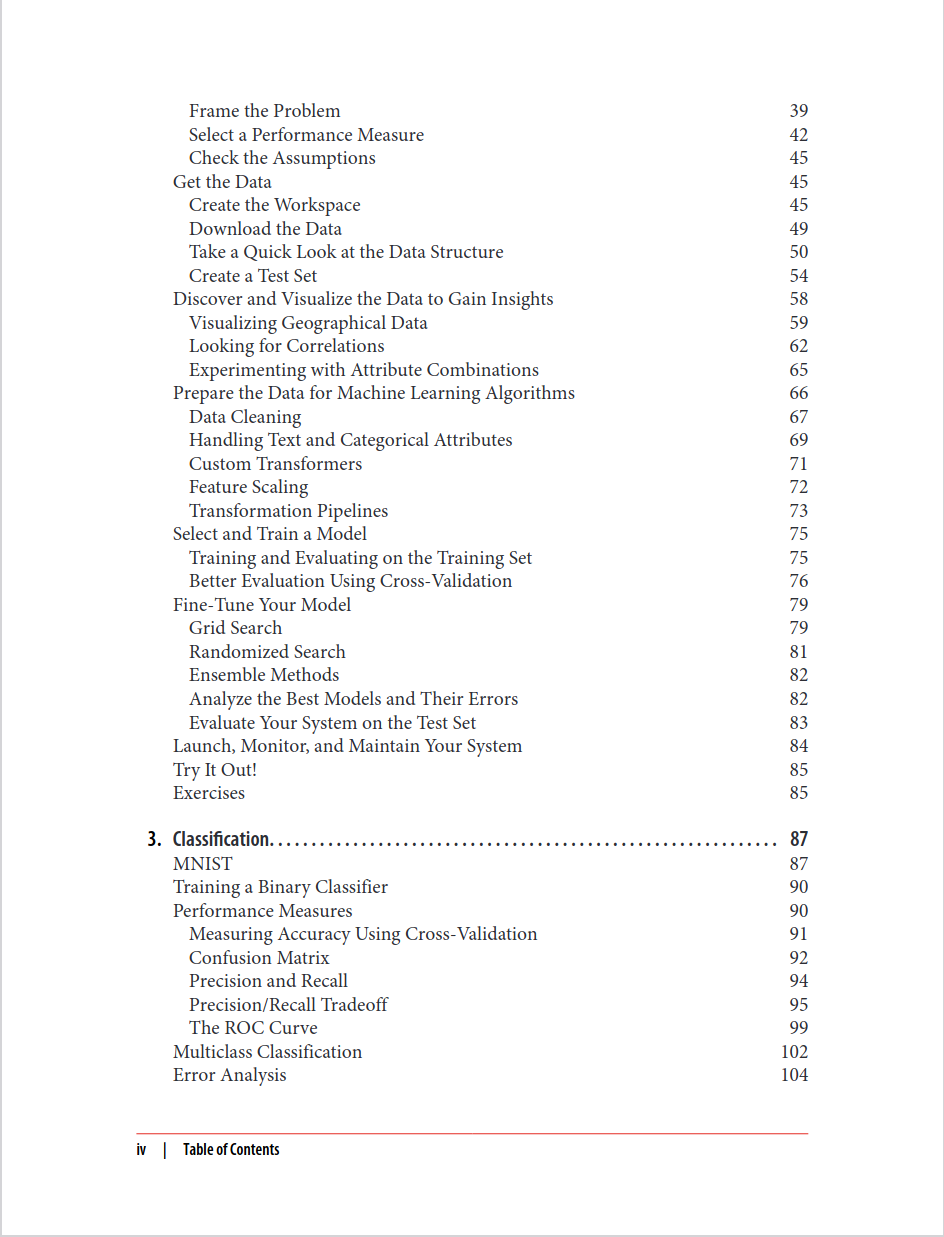 Frame the Problem 39
Select a Performance Measure 42
Check the Assumptions 45
Get the Data 45
Create the Workspace 45
Download the Data 49
Take a Quick Look at the Data Structure 50
Create a Test Set 54
Discover and Visualize the Data to Gain Insights 58
Visualizing Geographical Data 59
Looking for Correlations 62
Experimenting with Attribute Combinations 65
Prepare the Data for Machine Learning Algorithms 66
Data Cleaning 67
Handling Text and Categorical Attributes 69
Custom Transformers 71
Feature Scaling 72
Transformation Pipelines 73
Select and Train a Model 75
Training and Evaluating on the Training Set 75
Better Evaluation Using Cross-Validation 76
Fine-Tune Your Model 79
Grid Search 79
Randomized Search 81
Ensemble Methods 82
Analyze the Best Models and Their Errors 82
Evaluate Your System on the Test Set 83
Launch, Monitor, and Maintain Your System 84
Try It Out! 85
Exercises 85
3. Classification. . . . . . . . . . . . . . . . . . . . . . . . . . . . . . . . . . . . . . . . . . . . . . . . . . . . . . . . . . . . . 87
MNIST 87
Training a Binary Classifier 90
Performance Measures 90
Measuring Accuracy Using Cross-Validation 91
Confusion Matrix 92
Precision and Recall 94
Precision/Recall Tradeoff 95
The ROC Curve 99
Multiclass Classification 102
Error Analysis 104
iv | Table of Contents